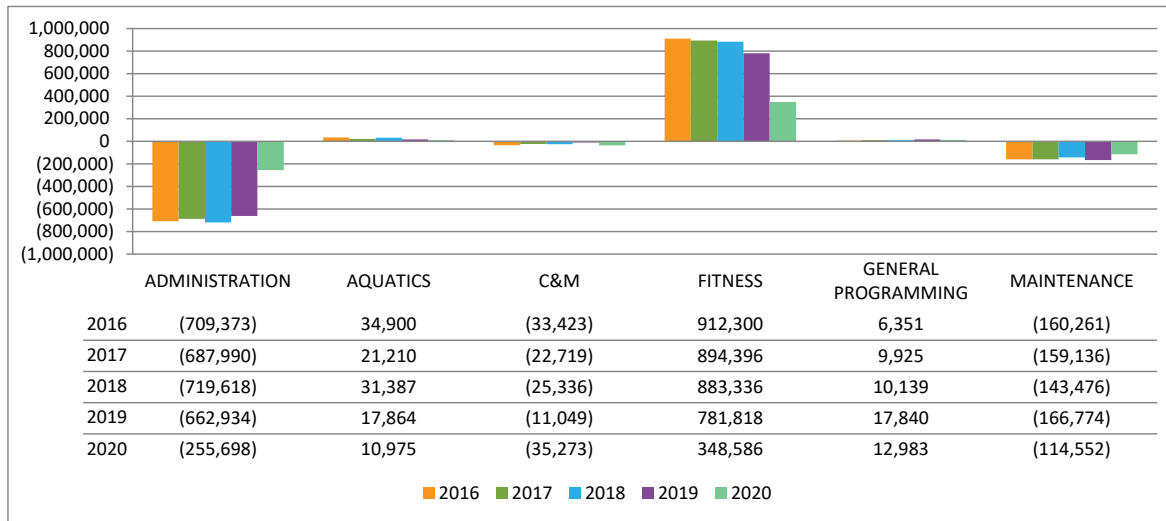 1,000,000
800,000
600,000
400,000
200,000
0
(200,000)
(400,000)
(600,000)
(800,000)
(1,000,000)
ADMINISTRATION AQUATICS C&M FITNESS GENERAL PROGRAMMING MAINTENANCE
2016 (709,373) 34,900 (33,423) 912,300 6,351 (160,261)
2017 (687,990) 21,210 (22,719) 894,396 9,925 (159,136)
2018 (719,618) 31,387 (25,336) 883,336 10,139 (143,476)
2019 (662,934) 17,864 (11,049) 781,818 17,840 (166,774)
2020 (255,698) 10,975 (35,273) 348,586 12,983 (114,552)
2016 2017 2018 2019 2020